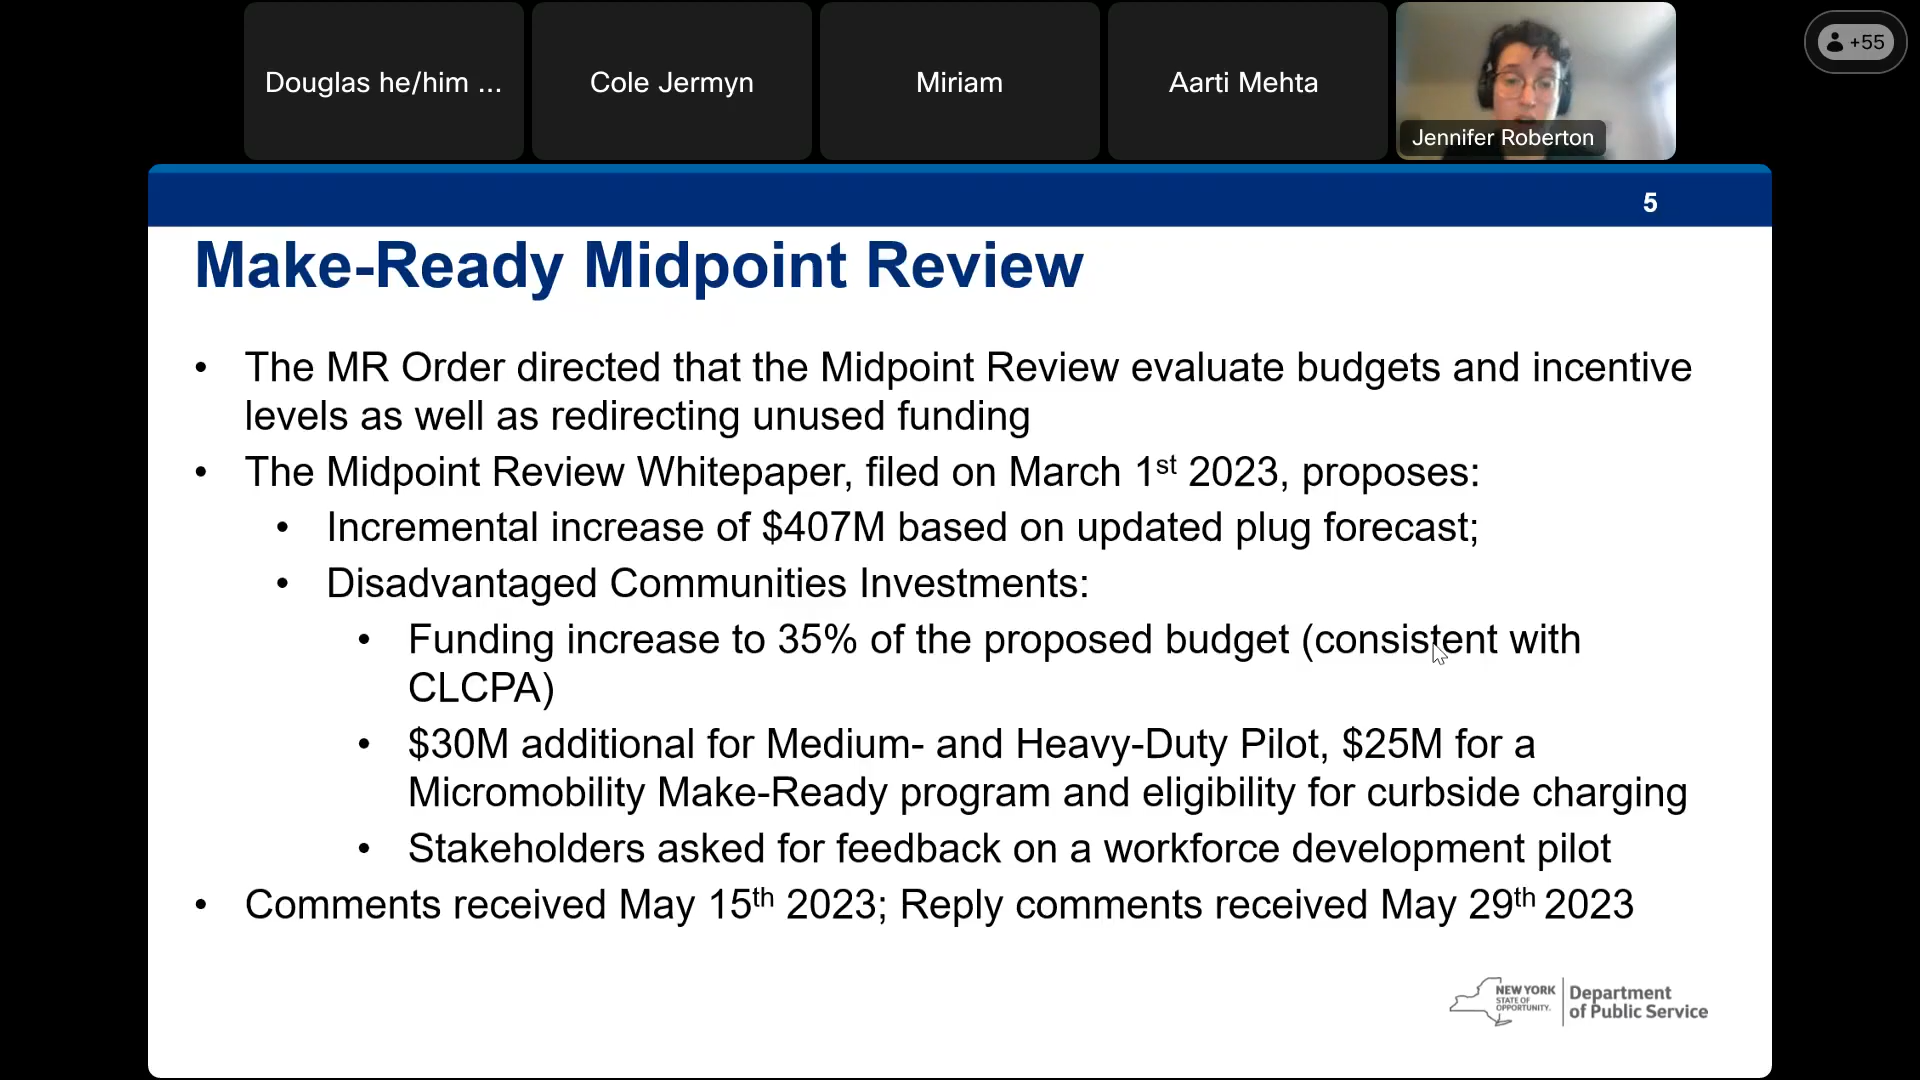 Douglas he/him ...
Cole Jermyn
Miriam
Aarti Mehta
Jennifer Roberton
+55
5
Make-Ready Midpoint Review
• The MR Order directed that the Midpoint Review evaluate budgets and incentive
levels as well as redirecting unused funding
• The Midpoint Review Whitepaper, filed on March 1st 2023, proposes:
• Incremental increase of $407M based on updated plug forecast;
• Disadvantaged Communities Investments:
• Funding increase to 35% of the proposed budget (consistent with
CLCPA)
• $30M additional for Medium- and Heavy-Duty Pilot, $25M for a
Micromobility Make-Ready program and eligibility for curbside charging
• Stakeholders asked for feedback on a workforce development pilot
• Comments received May 15th 2023; Reply comments received May 29th 2023
NEW YORK
STATE OF
OPPORTUNITY.
Department
of Public Service